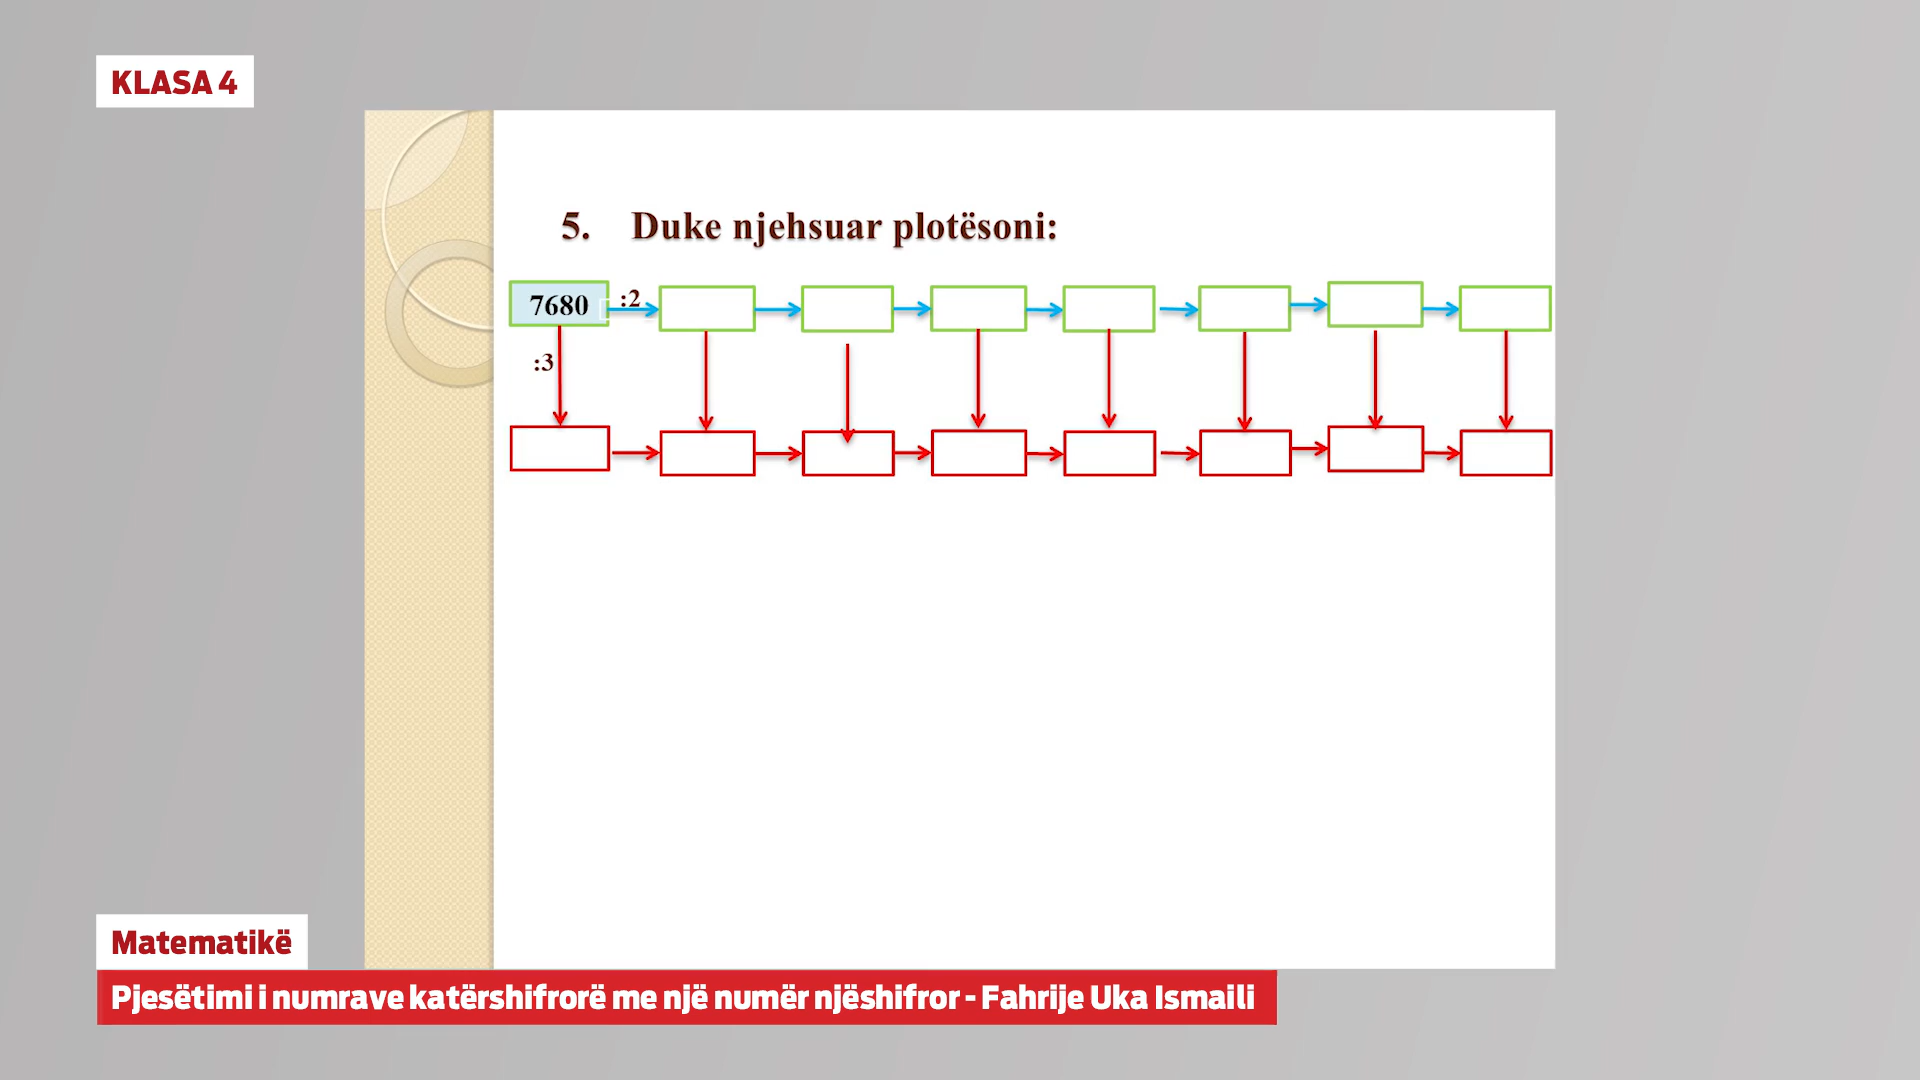 KLASA 4
5. Duke njehsuar plotësoni:
7680
:2
:3
Matematikë
Pjesëtimi i numrave katërshifrorë me një numër njëshifror - Fahrije Uka Ismaili